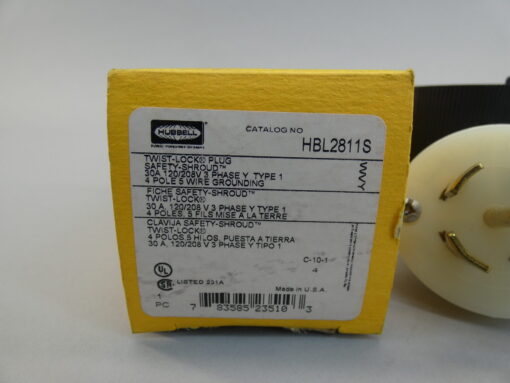 HUBBELL
CATALOG NO
HBL2811S
WY
TWIST-LOCK® PLUG
SAFETY-SHROUD™
30A 120/208V 3 PHASE Y TYPE 1
4 POLE 5 WIRE GROUNDING
FICHE SAFETY-SHROUD™
TWIST-LOCK®
30 A, 120/208 V 3 PHASE Y TYPE 1
4 POLES, 5 FILS MISE A LA TERRE
CLAVIJA SAFETY-SHROUD™
TWIST-LOCK®
4 POLOS 5 HILOS, PUESTA A TIERRA
30 A, 120/208 V 3 PHASE Y TIPO 1
C-10-1
4
UL
LISTED 231A
Made in U.S.A
1
PC
7 83585 23510 3